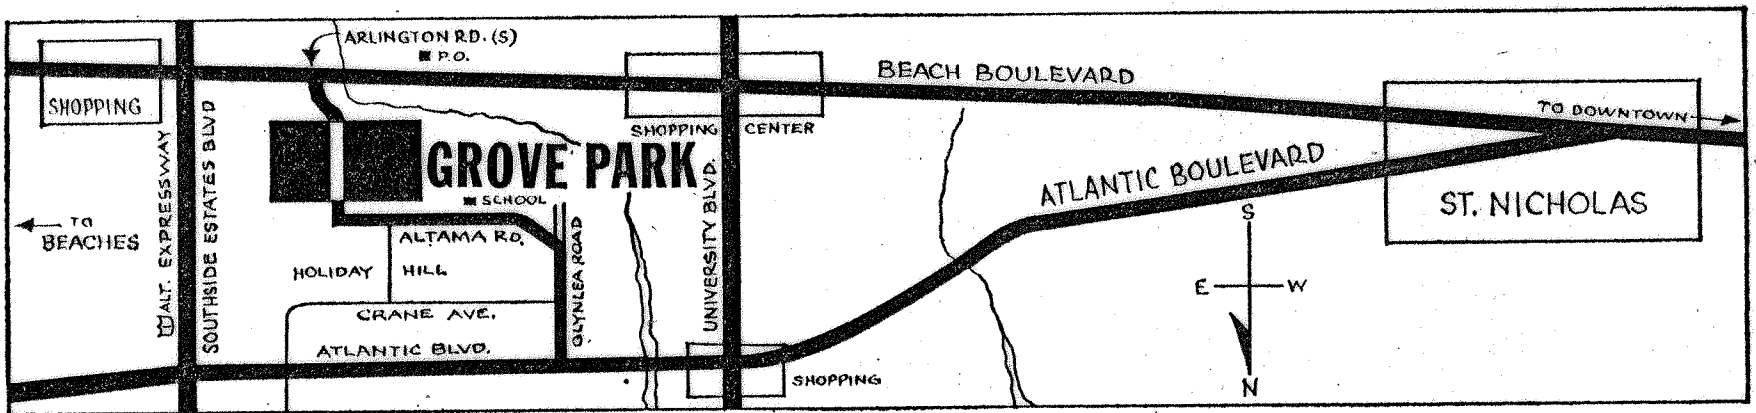 ARLINGTON RD. (S)
P.O.
BEACH BOULEVARD
SHOPPING
TO DOWNTOWN
SHOPPING CENTER
GROVE PARK
SCHOOL
ATLANTIC BOULEVARD
ST. NICHOLAS
ALT. EXPRESSWAY
SOUTHSIDE ESTATES BLVD
UNIVERSITY BLVD.
TO
BEACHES
ALTAMA RD.
GLYNLEA ROAD
HOLIDAY HILL
CRANE AVE.
ATLANTIC BLVD.
SHOPPING
S
E W
N